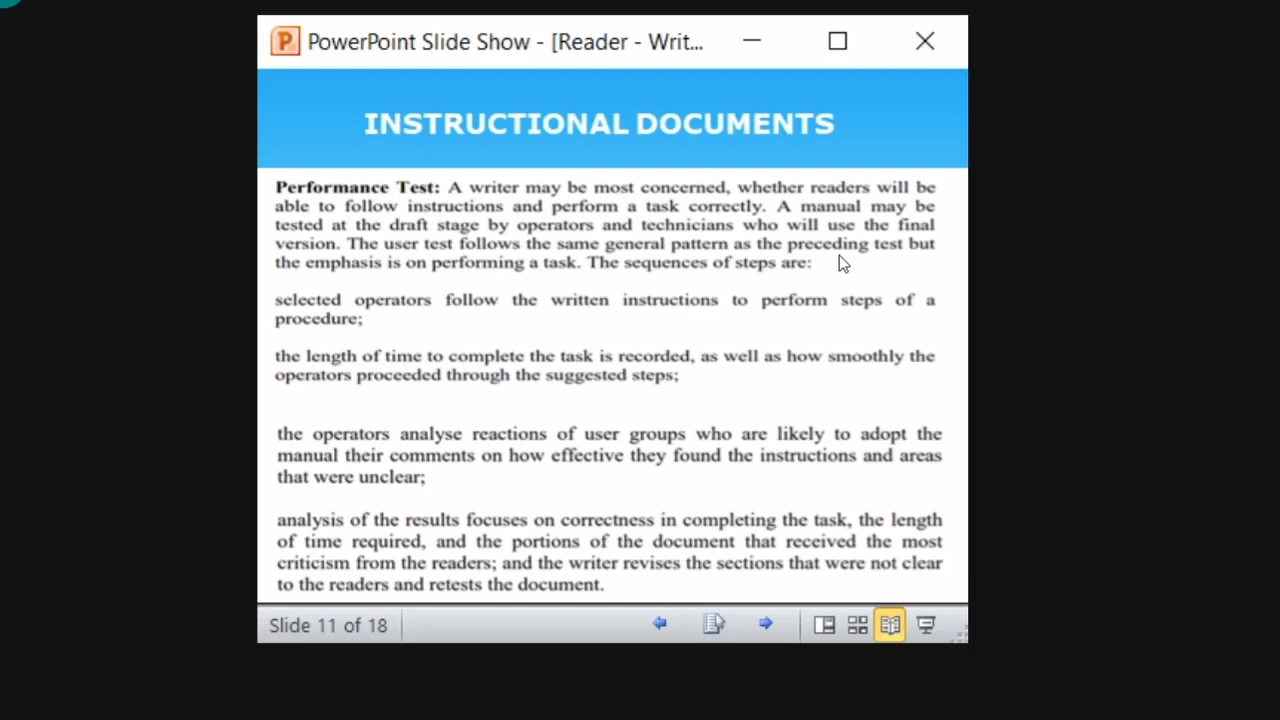 PowerPoint Slide Show - [Reader - Writ...
INSTRUCTIONAL DOCUMENTS
Performance Test: A writer may be most concerned, whether readers will be
able to follow instructions and perform a task correctly. A manual may be
tested at the draft stage by operators and technicians who will use the final
version. The user test follows the same general pattern as the preceding test but
the emphasis is on performing a task. The sequences of steps are:
selected operators follow the written instructions to perform steps of a
procedure;
the length of time to complete the task is recorded, as well as how smoothly the
operators proceeded through the suggested steps;
the operators analyse reactions of user groups who are likely to adopt the
manual their comments on how effective they found the instructions and areas
that were unclear;
analysis of the results focuses on correctness in completing the task, the length
of time required, and the portions of the document that received the most
criticism from the readers; and the writer revises the sections that were not clear
to the readers and retests the document.
Slide 11 of 18